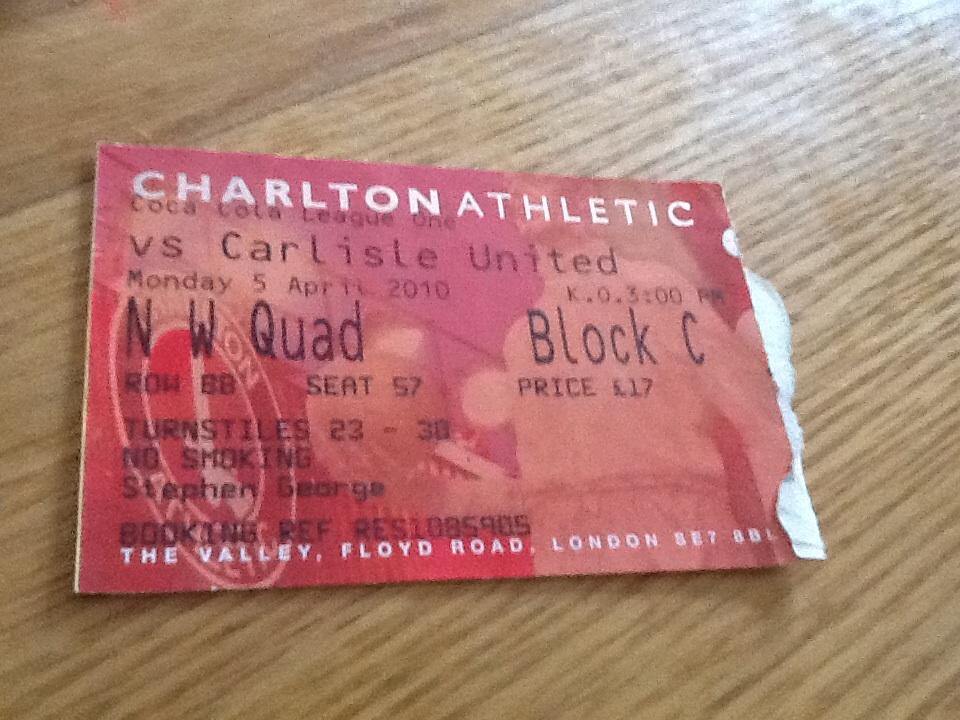 CHARLTON ATHLETIC
Coca Cola League One
vs Carlisle United
Monday 5 April 2010 K.O.3:00 PM
N W Quad Block C
ROW BB SEAT 57 PRICE £17
TURNSTILES 23 - 30
NO SMOKING
Stephen George
BOOKING REF RES1085905
THE VALLEY, FLOYD ROAD, LONDON SE7 8BL